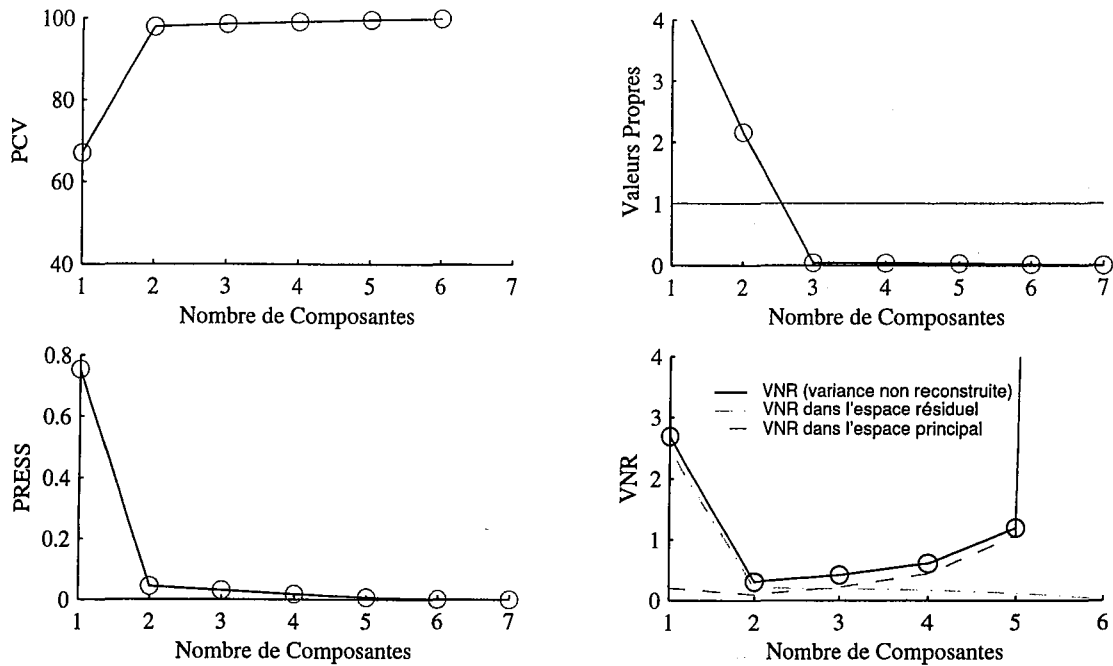 100
80
60
40
PCV
1 2 3 4 5 6 7
Nombre de Composantes
4
3
2
1
0
Valeurs Propres
1 2 3 4 5 6 7
Nombre de Composantes
0.8
0.6
0.4
0.2
0
PRESS
1 2 3 4 5 6 7
Nombre de Composantes
4
3
2
1
0
VNR
VNR (variance non reconstruite)
VNR dans l'espace résiduel
VNR dans l'espace principal
1 2 3 4 5 6
Nombre de Composantes